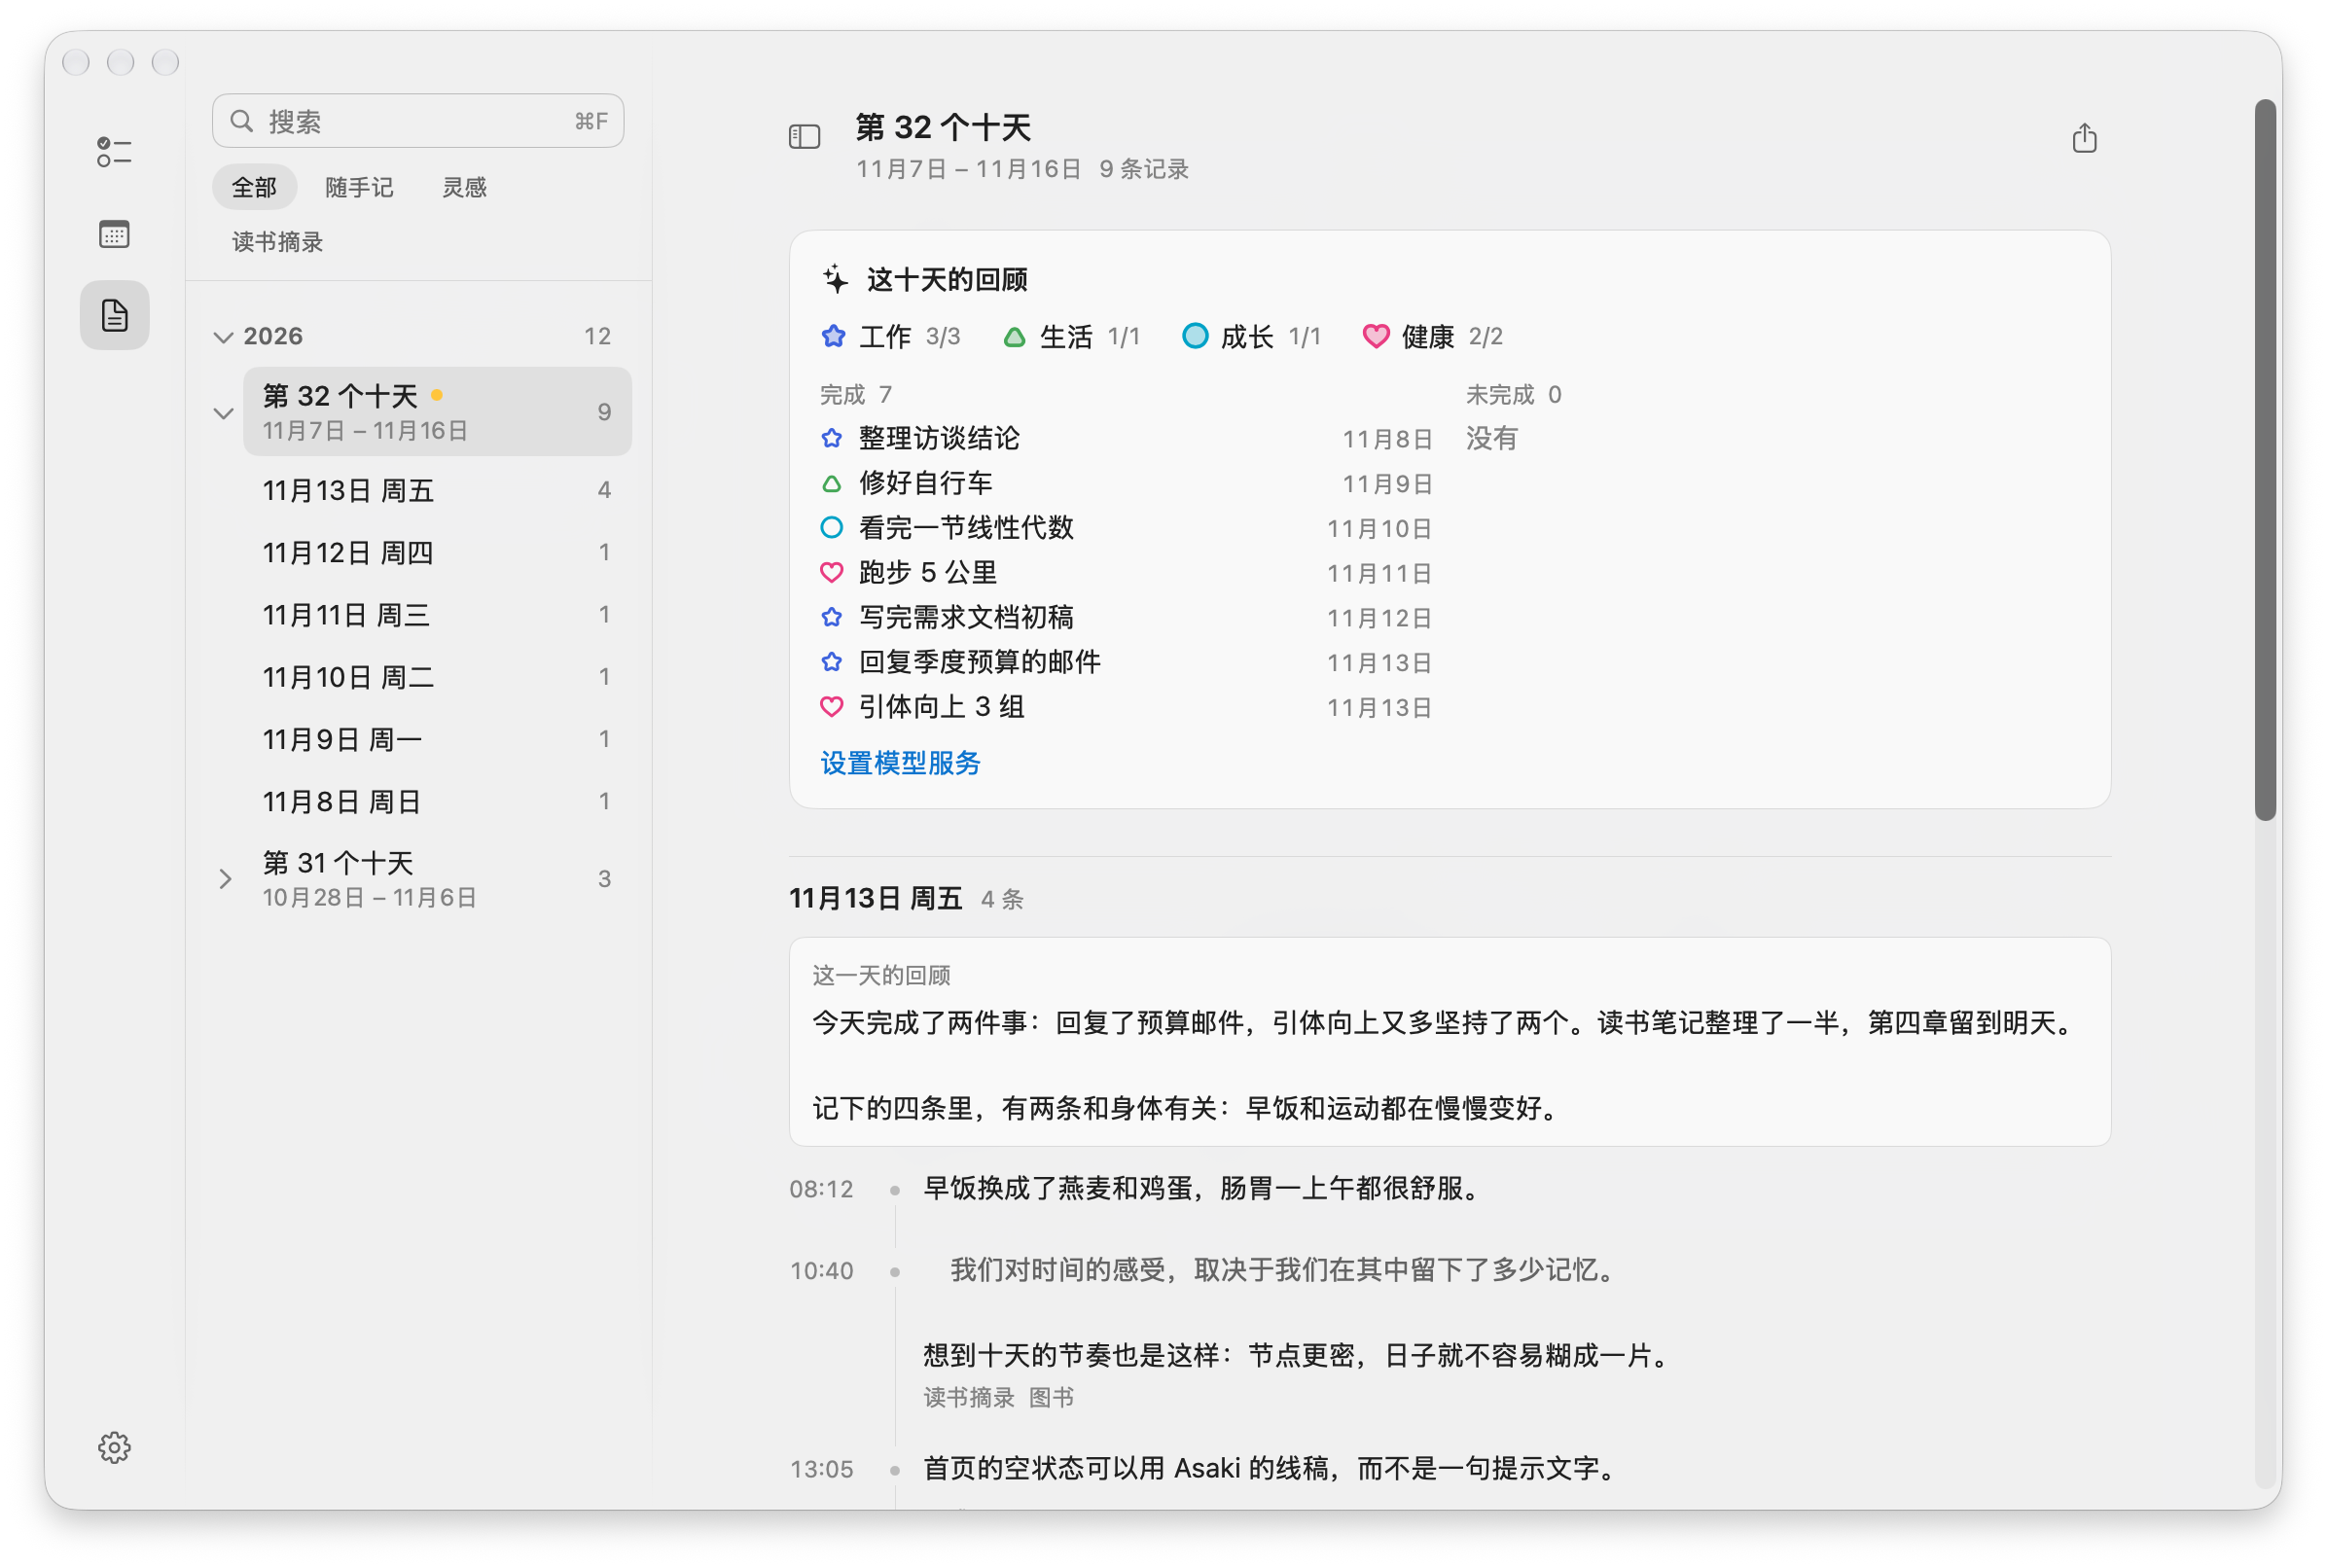 搜索 ⌘F
全部 随手记 灵感
读书摘录
2026 12
第 32 个十天 9
11月7日 – 11月16日
11月13日 周五 4
11月12日 周四 1
11月11日 周三 1
11月10日 周二 1
11月9日 周一 1
11月8日 周日 1
第 31 个十天 3
10月28日 – 11月6日
第 32 个十天
11月7日 – 11月16日 9 条记录
这十天的回顾
工作 3/3 生活 1/1 成长 1/1 健康 2/2
完成 7 未完成 0
整理访谈结论 11月8日 没有
修好自行车 11月9日
看完一节线性代数 11月10日
跑步 5 公里 11月11日
写完需求文档初稿 11月12日
回复季度预算的邮件 11月13日
引体向上 3 组 11月13日
设置模型服务
11月13日 周五 4 条
这一天的回顾
今天完成了两件事：回复了预算邮件，引体向上又多坚持了两个。读书笔记整理了一半，第四章留到明天。
记下的四条里，有两条和身体有关：早饭和运动都在慢慢变好。
08:12 早饭换成了燕麦和鸡蛋，肠胃一上午都很舒服。
10:40 我们对时间的感受，取决于我们在其中留下了多少记忆。
想到十天的节奏也是这样：节点更密，日子就不容易糊成一片。
读书摘录 图书
13:05 首页的空状态可以用 Asaki 的线稿，而不是一句提示文字。